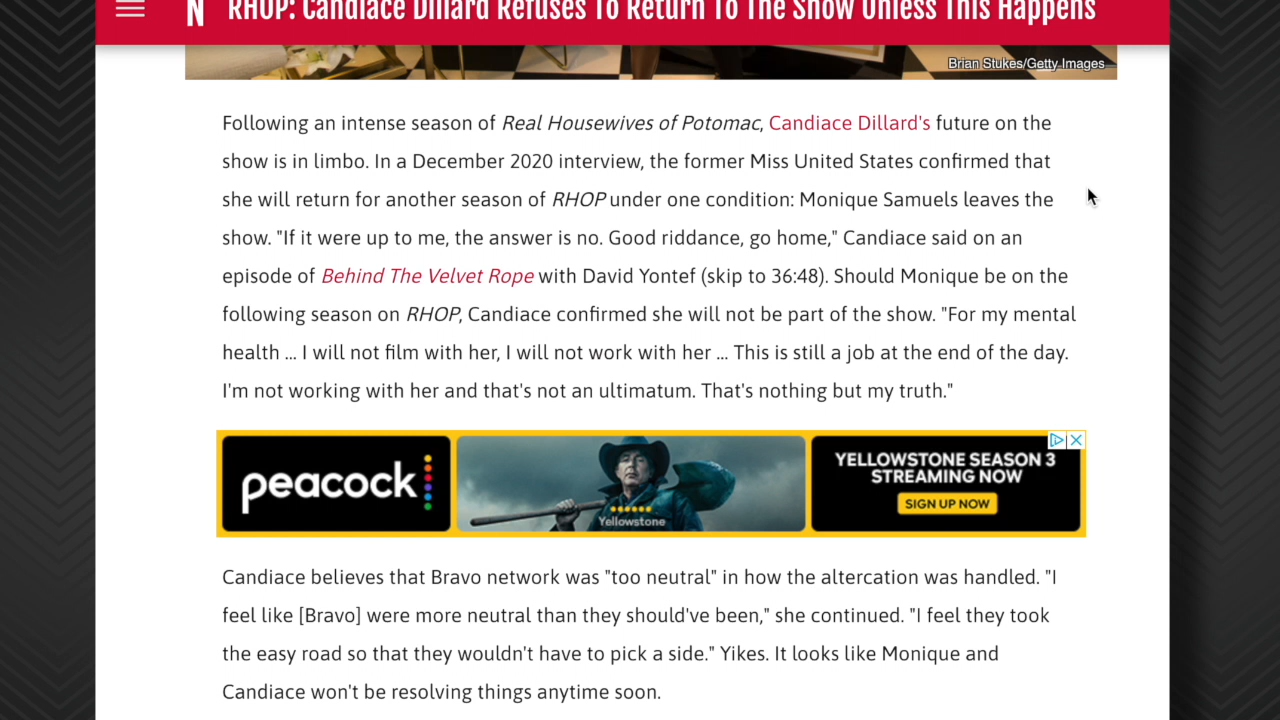 N RHOP: Candiace Dillard Refuses To Return To The Show Unless This Happens
Brian Stukes/Getty Images
Following an intense season of Real Housewives of Potomac, Candiace Dillard's future on the
show is in limbo. In a December 2020 interview, the former Miss United States confirmed that
she will return for another season of RHOP under one condition: Monique Samuels leaves the
show. "If it were up to me, the answer is no. Good riddance, go home," Candiace said on an
episode of Behind The Velvet Rope with David Yontef (skip to 36:48). Should Monique be on the
following season on RHOP, Candiace confirmed she will not be part of the show. "For my mental
health ... I will not film with her, I will not work with her ... This is still a job at the end of the day.
I'm not working with her and that's not an ultimatum. That's nothing but my truth."
peacock
Yellowstone
YELLOWSTONE SEASON 3
STREAMING NOW
SIGN UP NOW
Candiace believes that Bravo network was "too neutral" in how the altercation was handled. "I
feel like [Bravo] were more neutral than they should've been," she continued. "I feel they took
the easy road so that they wouldn't have to pick a side." Yikes. It looks like Monique and
Candiace won't be resolving things anytime soon.